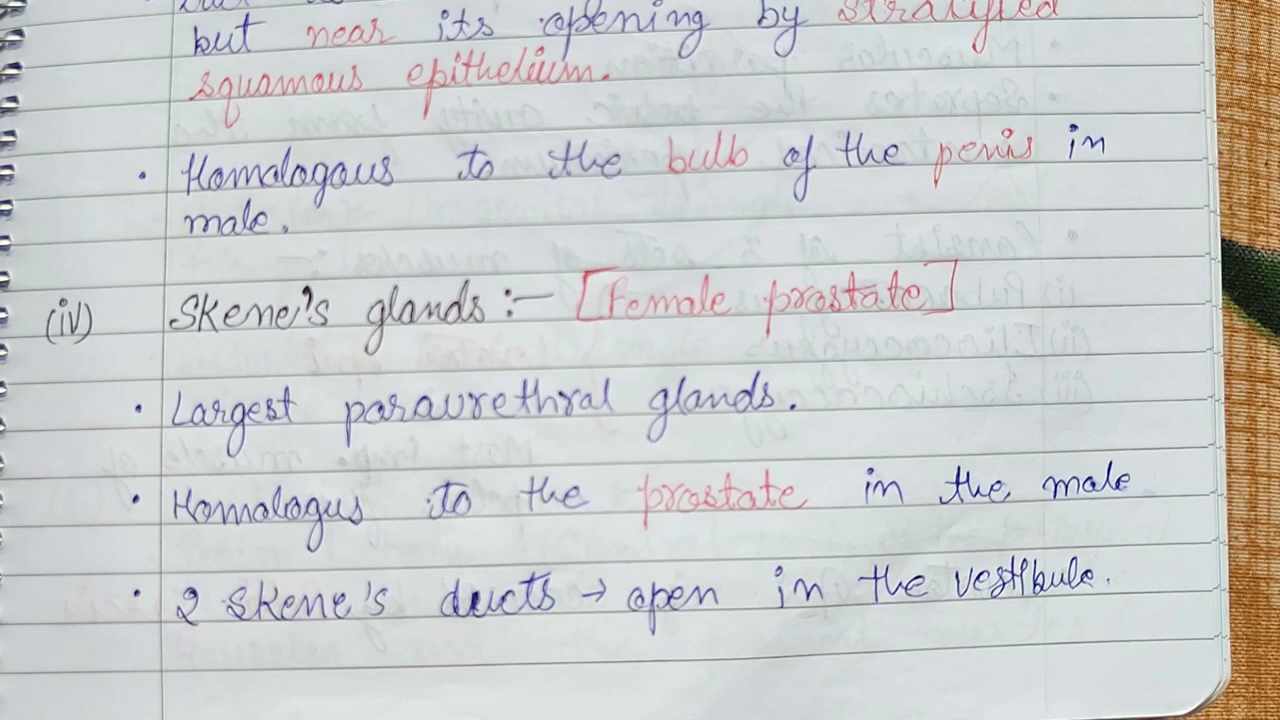 but near its opening by stratified
squamous epithelium.
• Homologous to the bulb of the penis in
male.
(iv) Skene's glands :- [Female prostate]
• Largest paraurethral glands.
• Homologus to the prostate in the male
• 2 Skene's ducts → open in the vestibule.